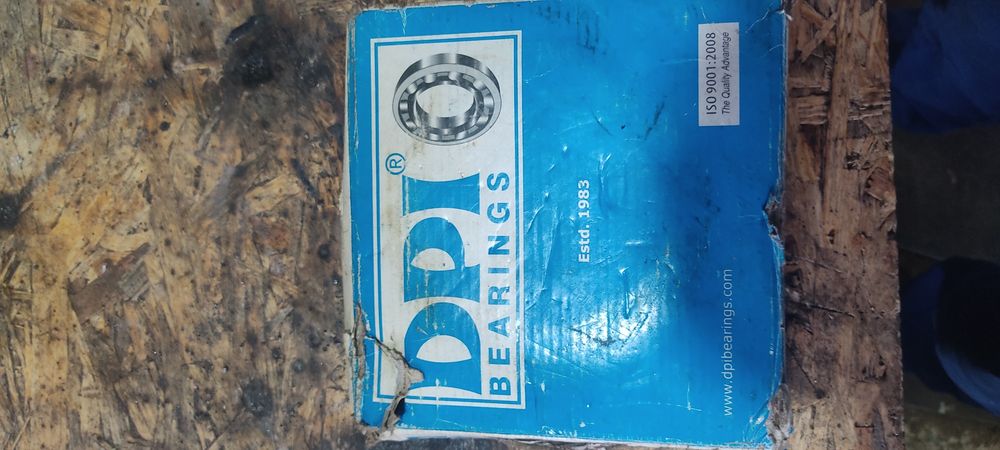 DPI®
BEARINGS
Estd. 1983
ISO 9001:2008
The Quality Advantage
www.dpibearings.com